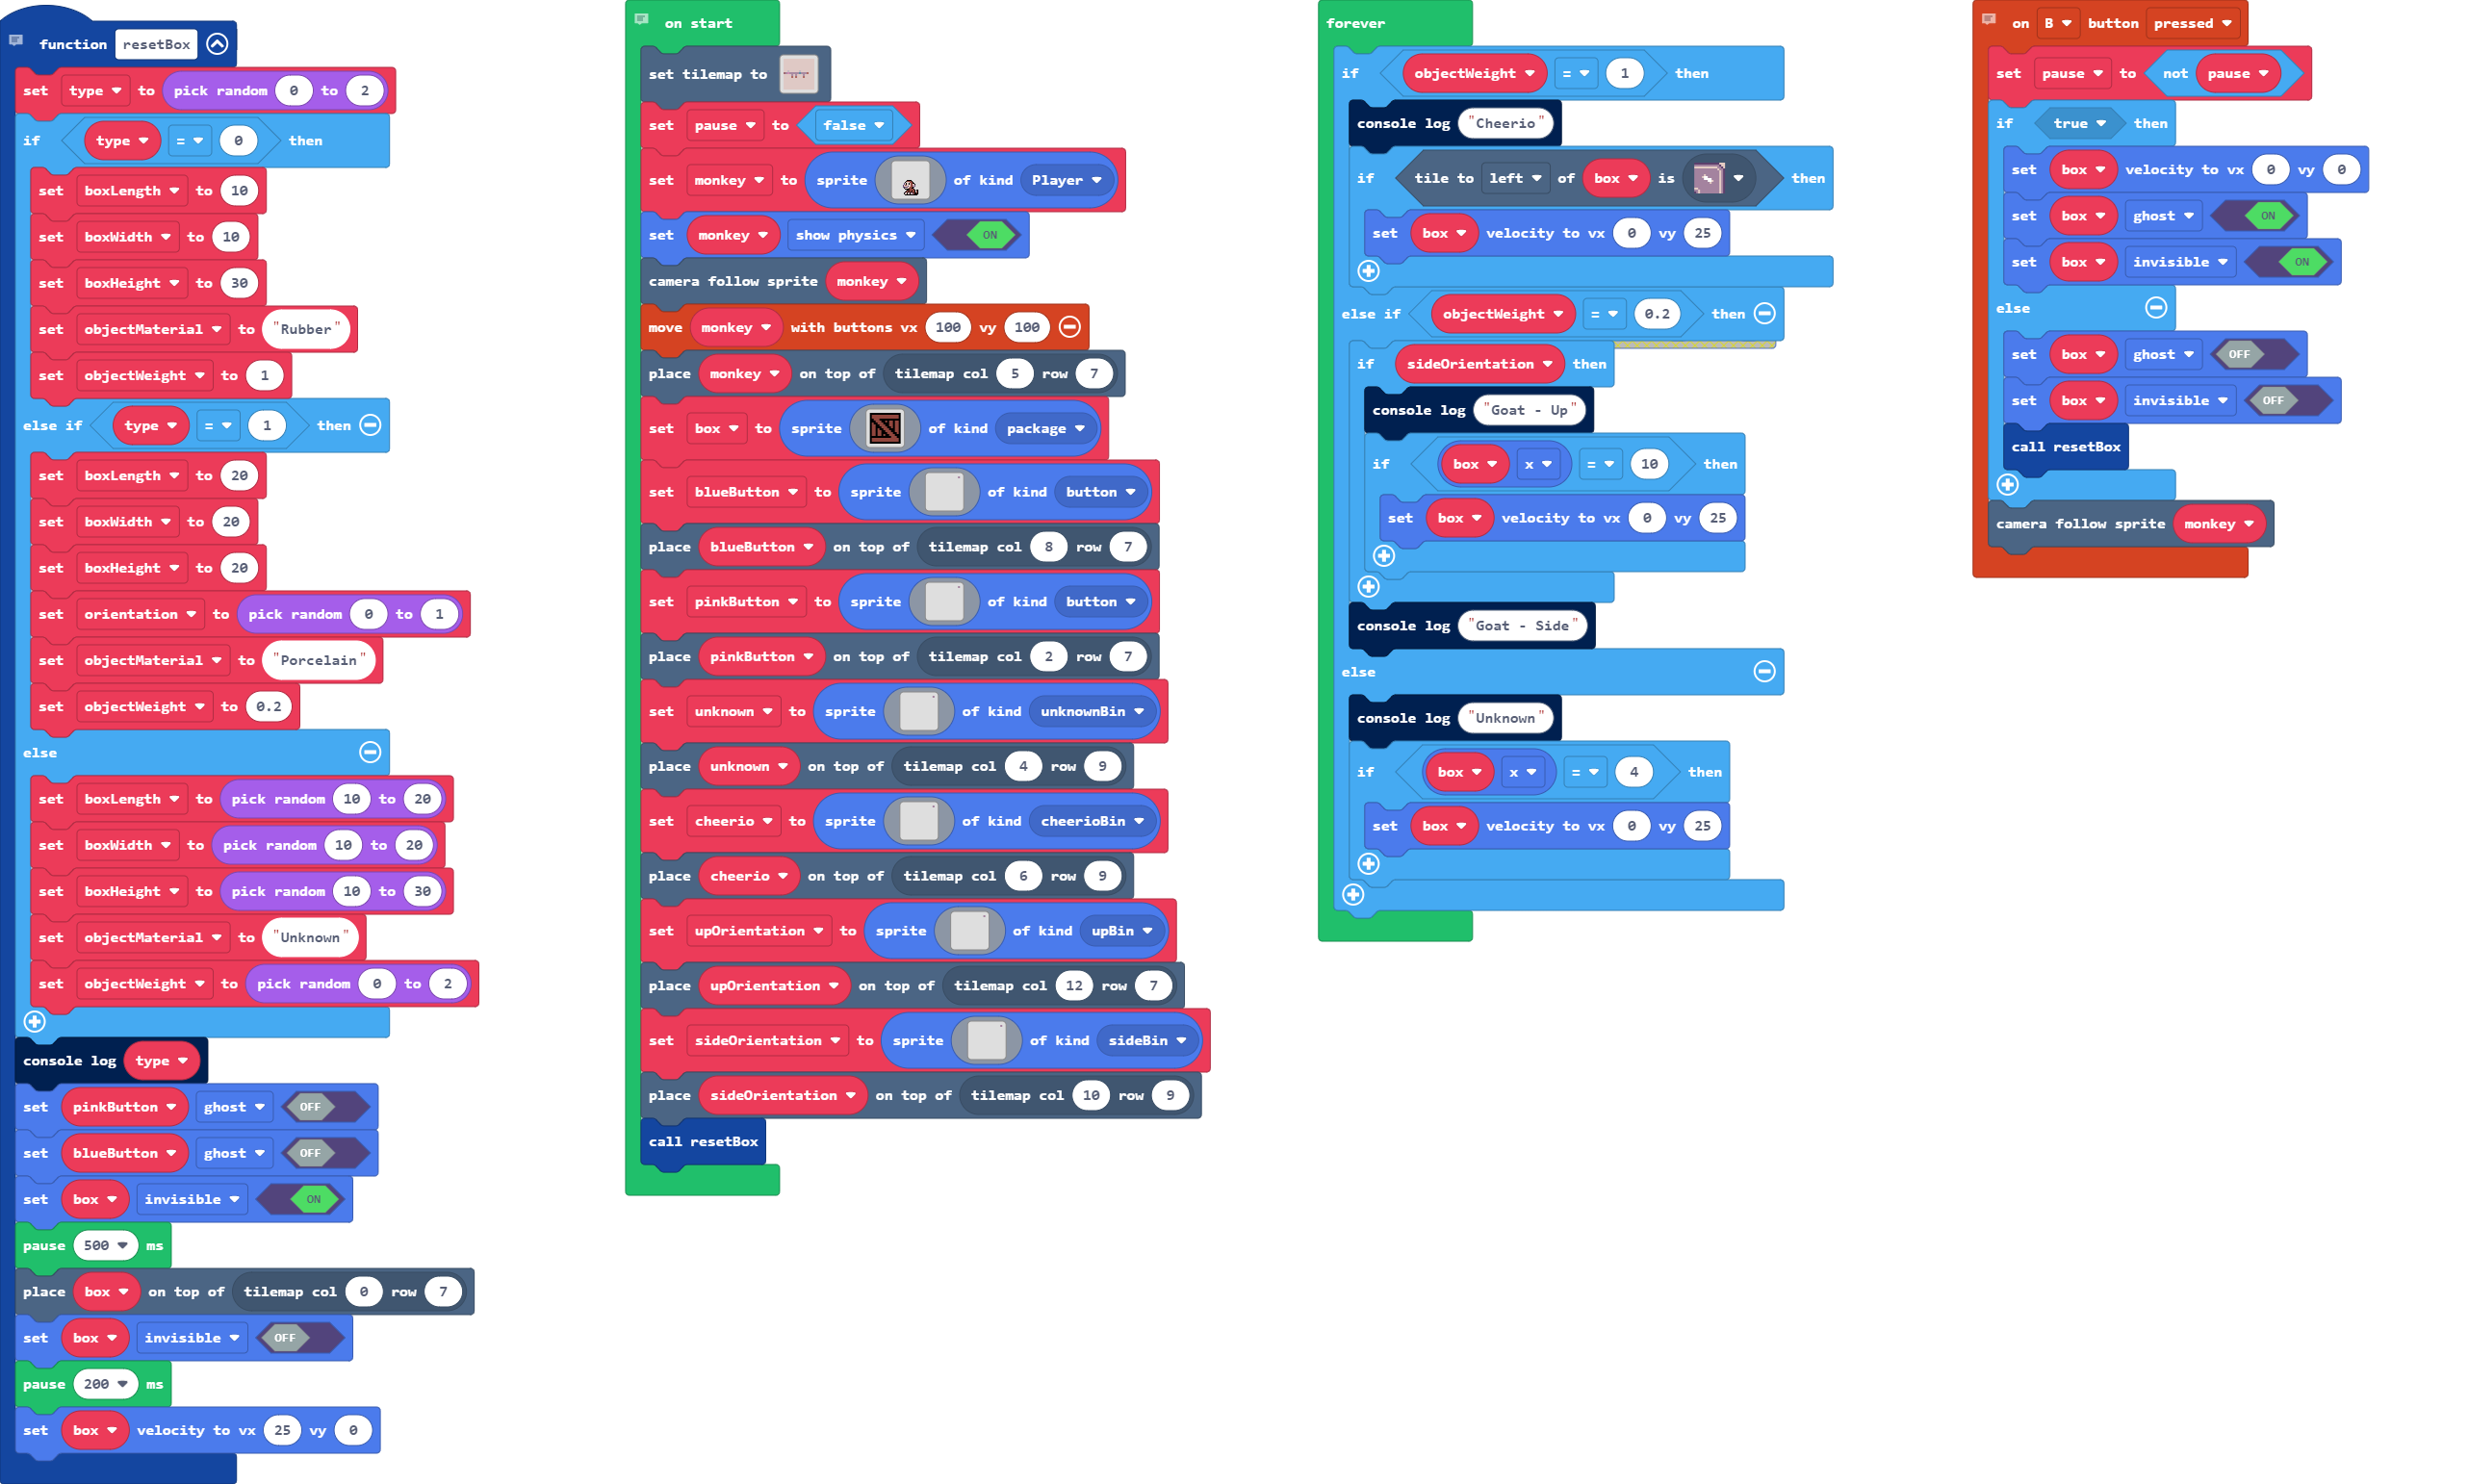 function resetBox
set type to pick random 0 to 2
if type = 0 then
set boxLength to 10
set boxWidth to 10
set boxHeight to 30
set objectMaterial to "Rubber"
set objectWeight to 1
else if type = 1 then
set boxLength to 20
set boxWidth to 20
set boxHeight to 20
set orientation to pick random 0 to 1
set objectMaterial to "Porcelain"
set objectWeight to 0.2
else
set boxLength to pick random 10 to 20
set boxWidth to pick random 10 to 20
set boxHeight to pick random 10 to 30
set objectMaterial to "Unknown"
set objectWeight to pick random 0 to 2
console log type
set pinkButton ghost OFF
set blueButton ghost OFF
set box invisible ON
pause 500 ms
place box on top of tilemap col 0 row 7
set box invisible OFF
pause 200 ms
set box velocity to vx 25 vy 0
on start
set tilemap to
set pause to false
set monkey to sprite of kind Player
set monkey show physics ON
camera follow sprite monkey
move monkey with buttons vx 100 vy 100
place monkey on top of tilemap col 5 row 7
set box to sprite of kind package
set blueButton to sprite of kind button
place blueButton on top of tilemap col 8 row 7
set pinkButton to sprite of kind button
place pinkButton on top of tilemap col 2 row 7
set unknown to sprite of kind unknownBin
place unknown on top of tilemap col 4 row 9
set cheerio to sprite of kind cheerioBin
place cheerio on top of tilemap col 6 row 9
set upOrientation to sprite of kind upBin
place upOrientation on top of tilemap col 12 row 7
set sideOrientation to sprite of kind sideBin
place sideOrientation on top of tilemap col 10 row 9
call resetBox
forever
if objectWeight = 1 then
console log "Cheerio"
if tile to left of box is then
set box velocity to vx 0 vy 25
else if objectWeight = 0.2 then
if sideOrientation then
console log "Goat - Up"
if box x = 10 then
set box velocity to vx 0 vy 25
console log "Goat - Side"
else
console log "Unknown"
if box x = 4 then
set box velocity to vx 0 vy 25
on B button pressed
set pause to not pause
if true then
set box velocity to vx 0 vy 0
set box ghost ON
set box invisible ON
else
set box ghost OFF
set box invisible OFF
call resetBox
camera follow sprite monkey